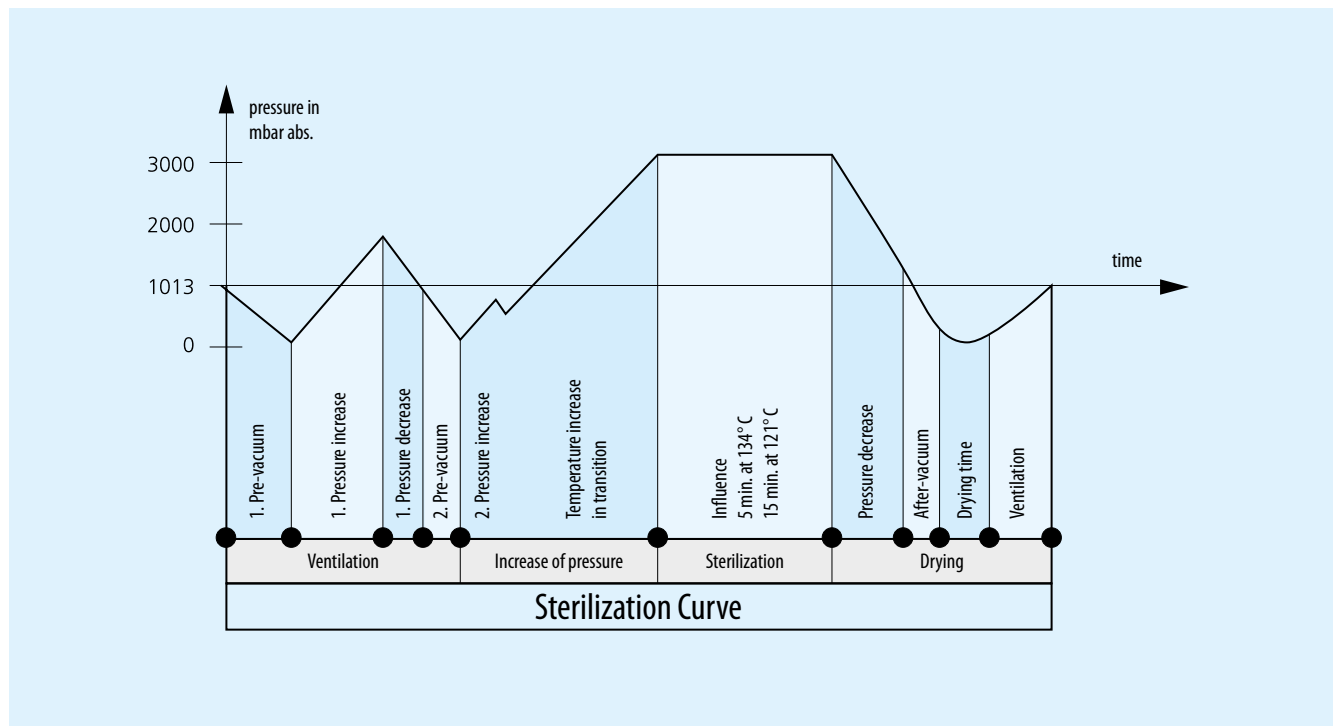 pressure in
mbar abs.
3000
2000
1013
0
time
1. Pre-vacuum
1. Pressure increase
1. Pressure decrease
2. Pre-vacuum
2. Pressure increase
Temperature increase
in transition
Influence
5 min. at 134° C
15 min. at 121° C
Pressure decrease
After-vacuum
Drying time
Ventilation
Ventilation
Increase of pressure
Sterilization
Drying
Sterilization Curve